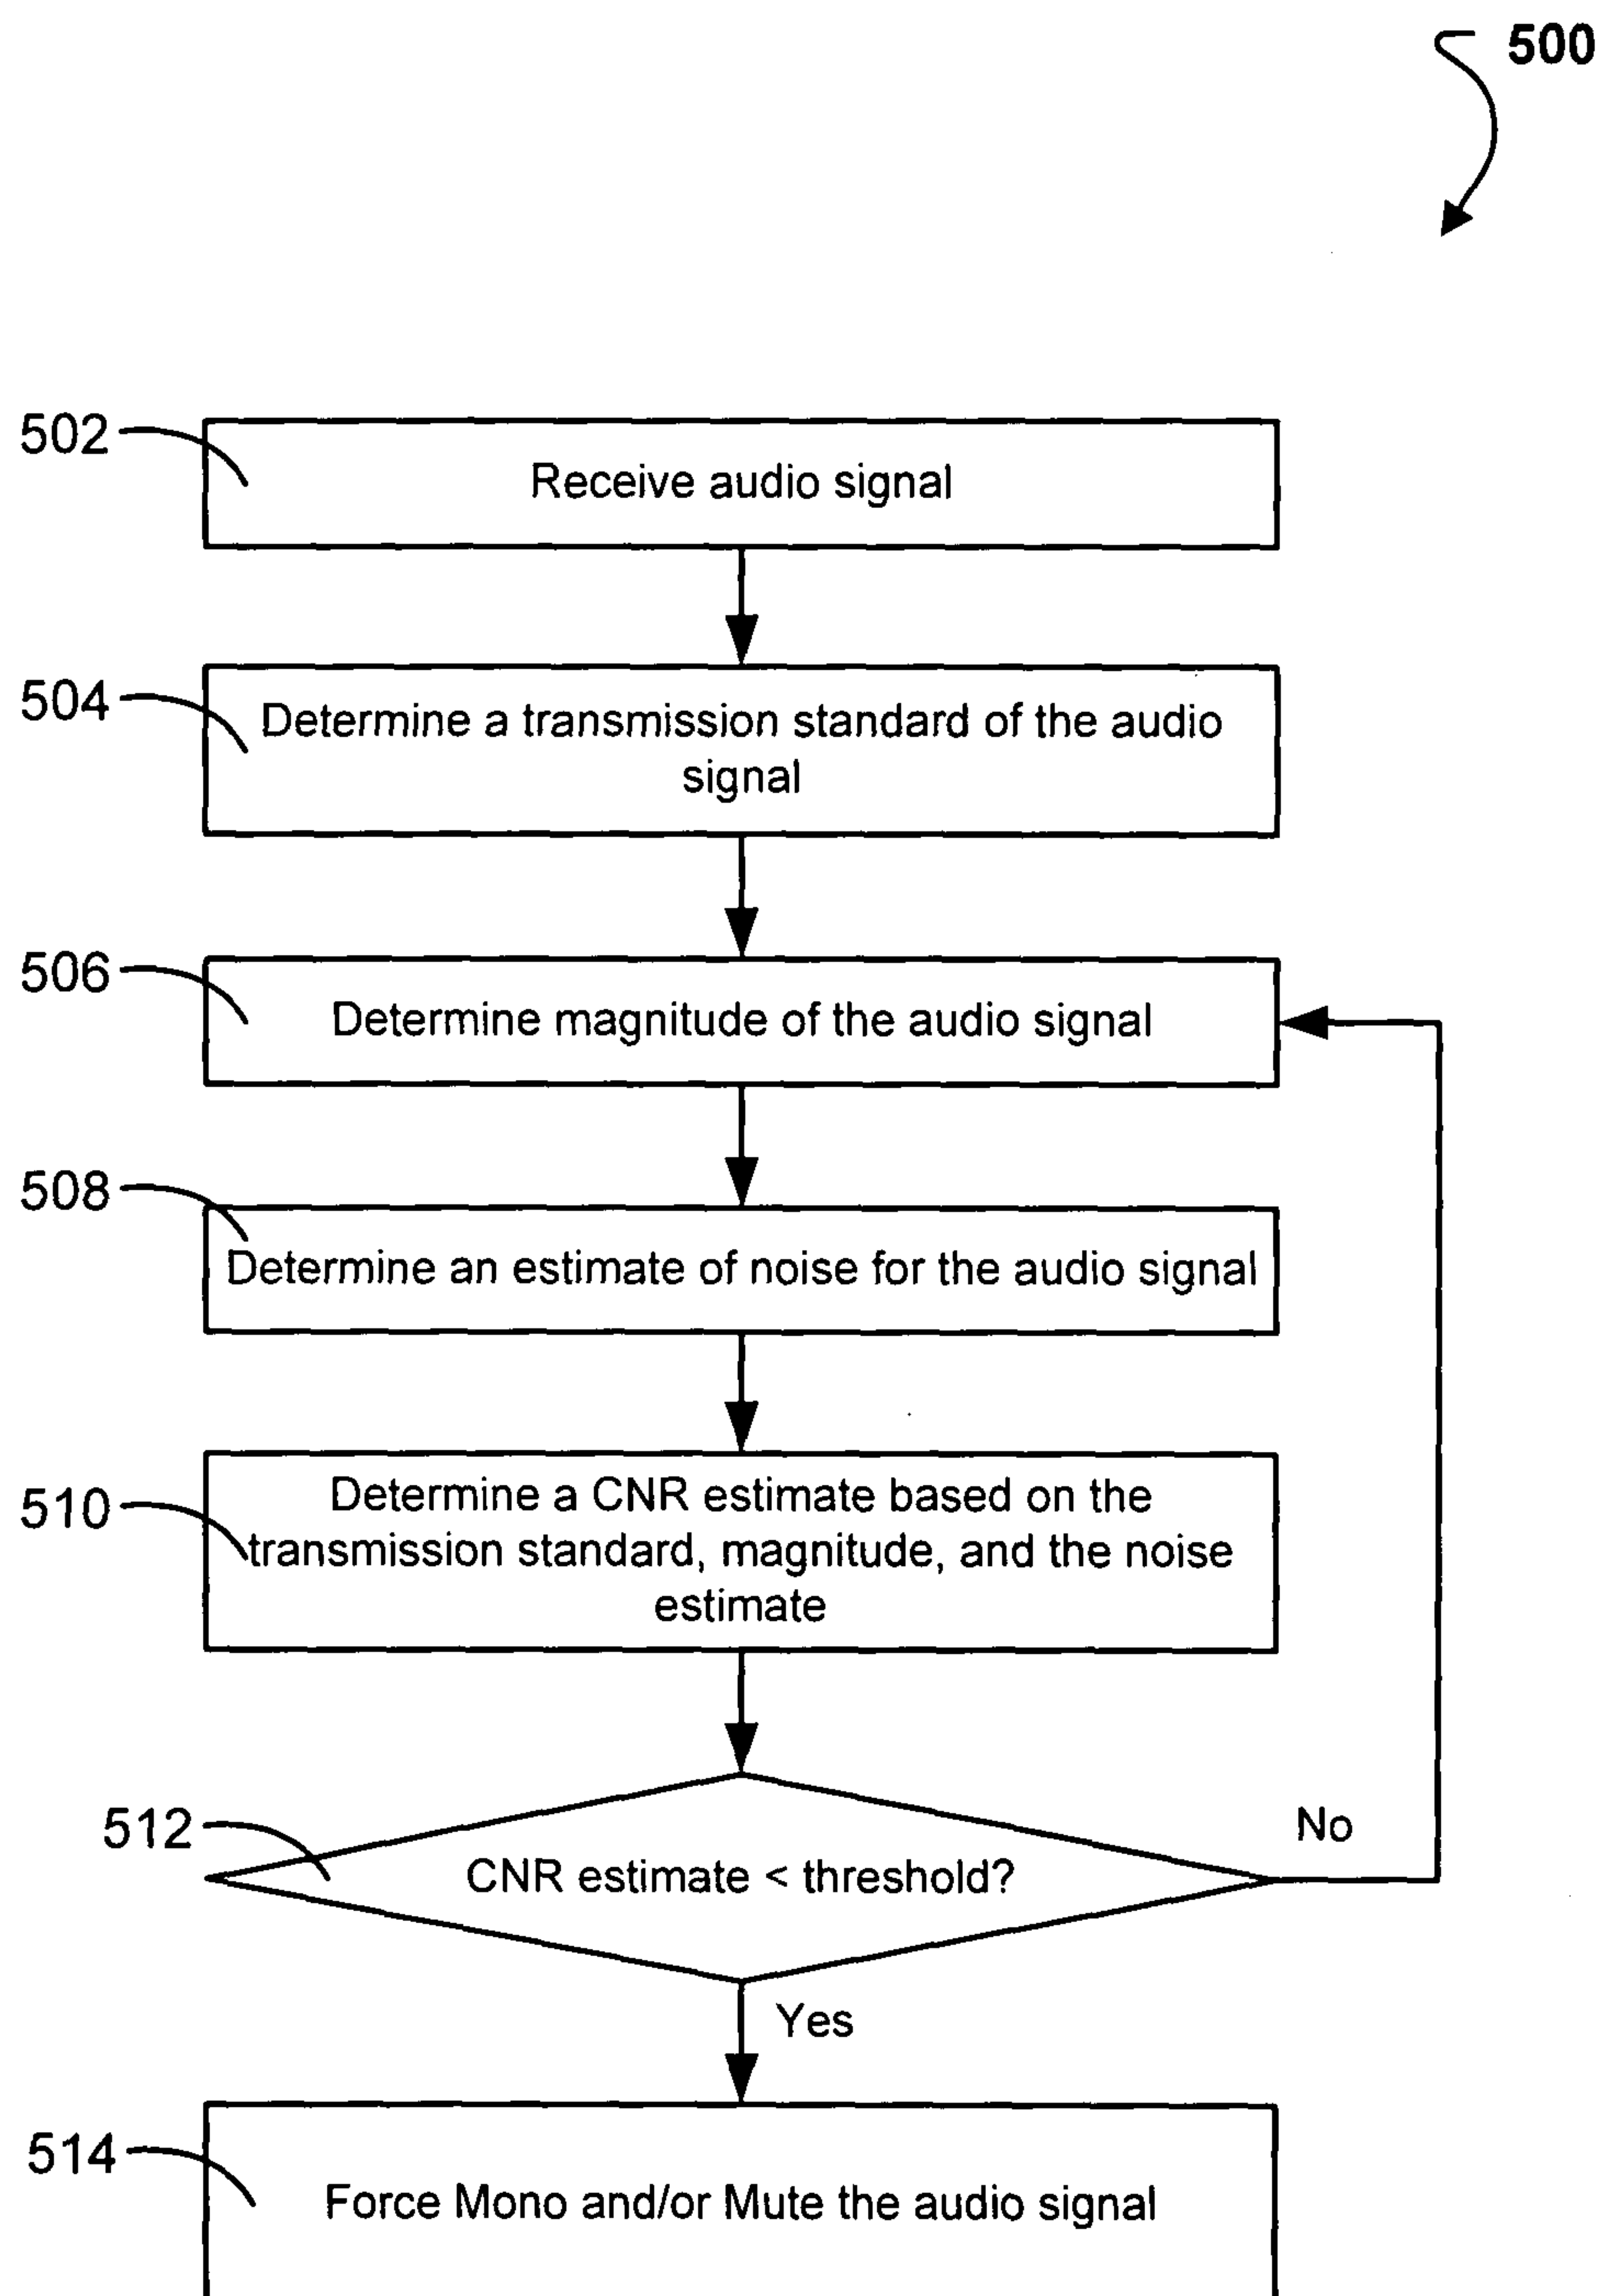 500
502
Receive audio signal
504
Determine a transmission standard of the audio
signal
506
Determine magnitude of the audio signal
508
Determine an estimate of noise for the audio signal
510
Determine a CNR estimate based on the
transmission standard, magnitude, and the noise
estimate
512
CNR estimate < threshold?
No
Yes
514
Force Mono and/or Mute the audio signal